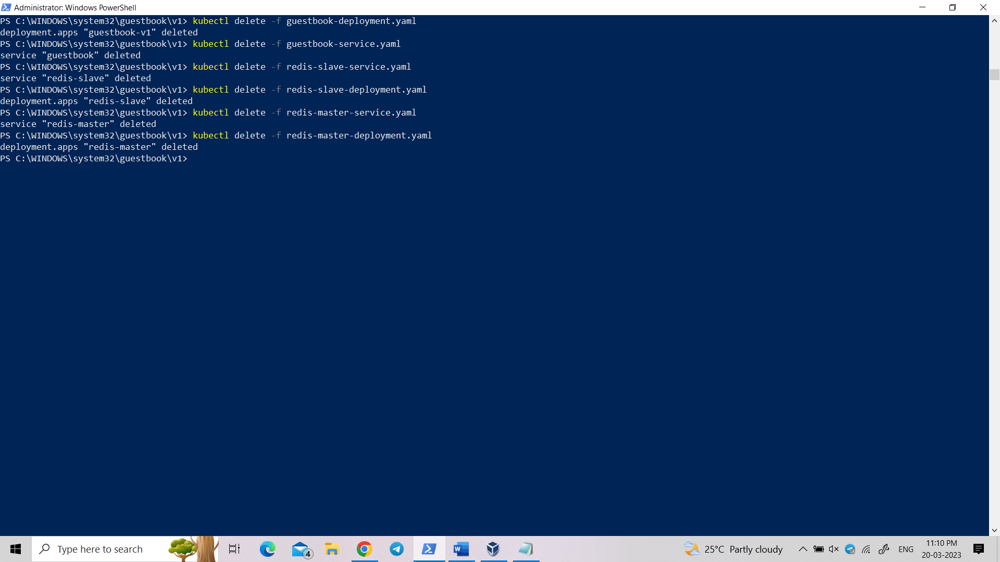 Administrator: Windows PowerShell
PS C:\WINDOWS\system32\guestbook\v1> kubectl delete -f guestbook-deployment.yaml
deployment.apps "guestbook-v1" deleted
PS C:\WINDOWS\system32\guestbook\v1> kubectl delete -f guestbook-service.yaml
service "guestbook" deleted
PS C:\WINDOWS\system32\guestbook\v1> kubectl delete -f redis-slave-service.yaml
service "redis-slave" deleted
PS C:\WINDOWS\system32\guestbook\v1> kubectl delete -f redis-slave-deployment.yaml
deployment.apps "redis-slave" deleted
PS C:\WINDOWS\system32\guestbook\v1> kubectl delete -f redis-master-service.yaml
service "redis-master" deleted
PS C:\WINDOWS\system32\guestbook\v1> kubectl delete -f redis-master-deployment.yaml
deployment.apps "redis-master" deleted
PS C:\WINDOWS\system32\guestbook\v1>
Type here to search
4
W
25°C Partly cloudy
ENG
11:10 PM
20-03-2023